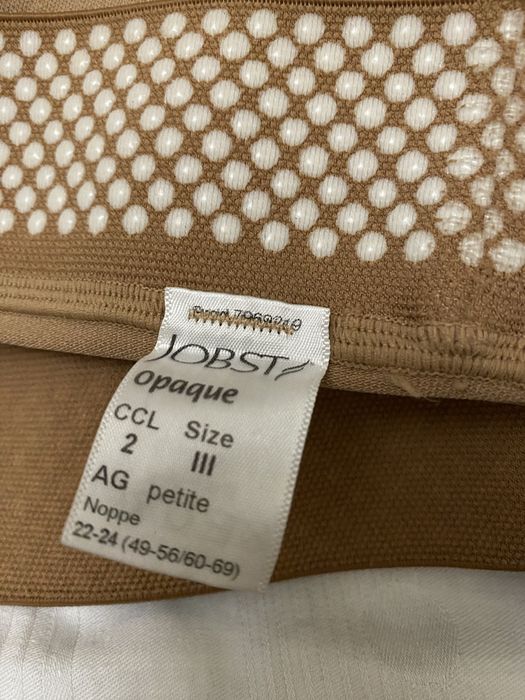 JOBST
opaque
CCL Size
2 III
AG petite
Noppe
22-24 (49-56/60-69)